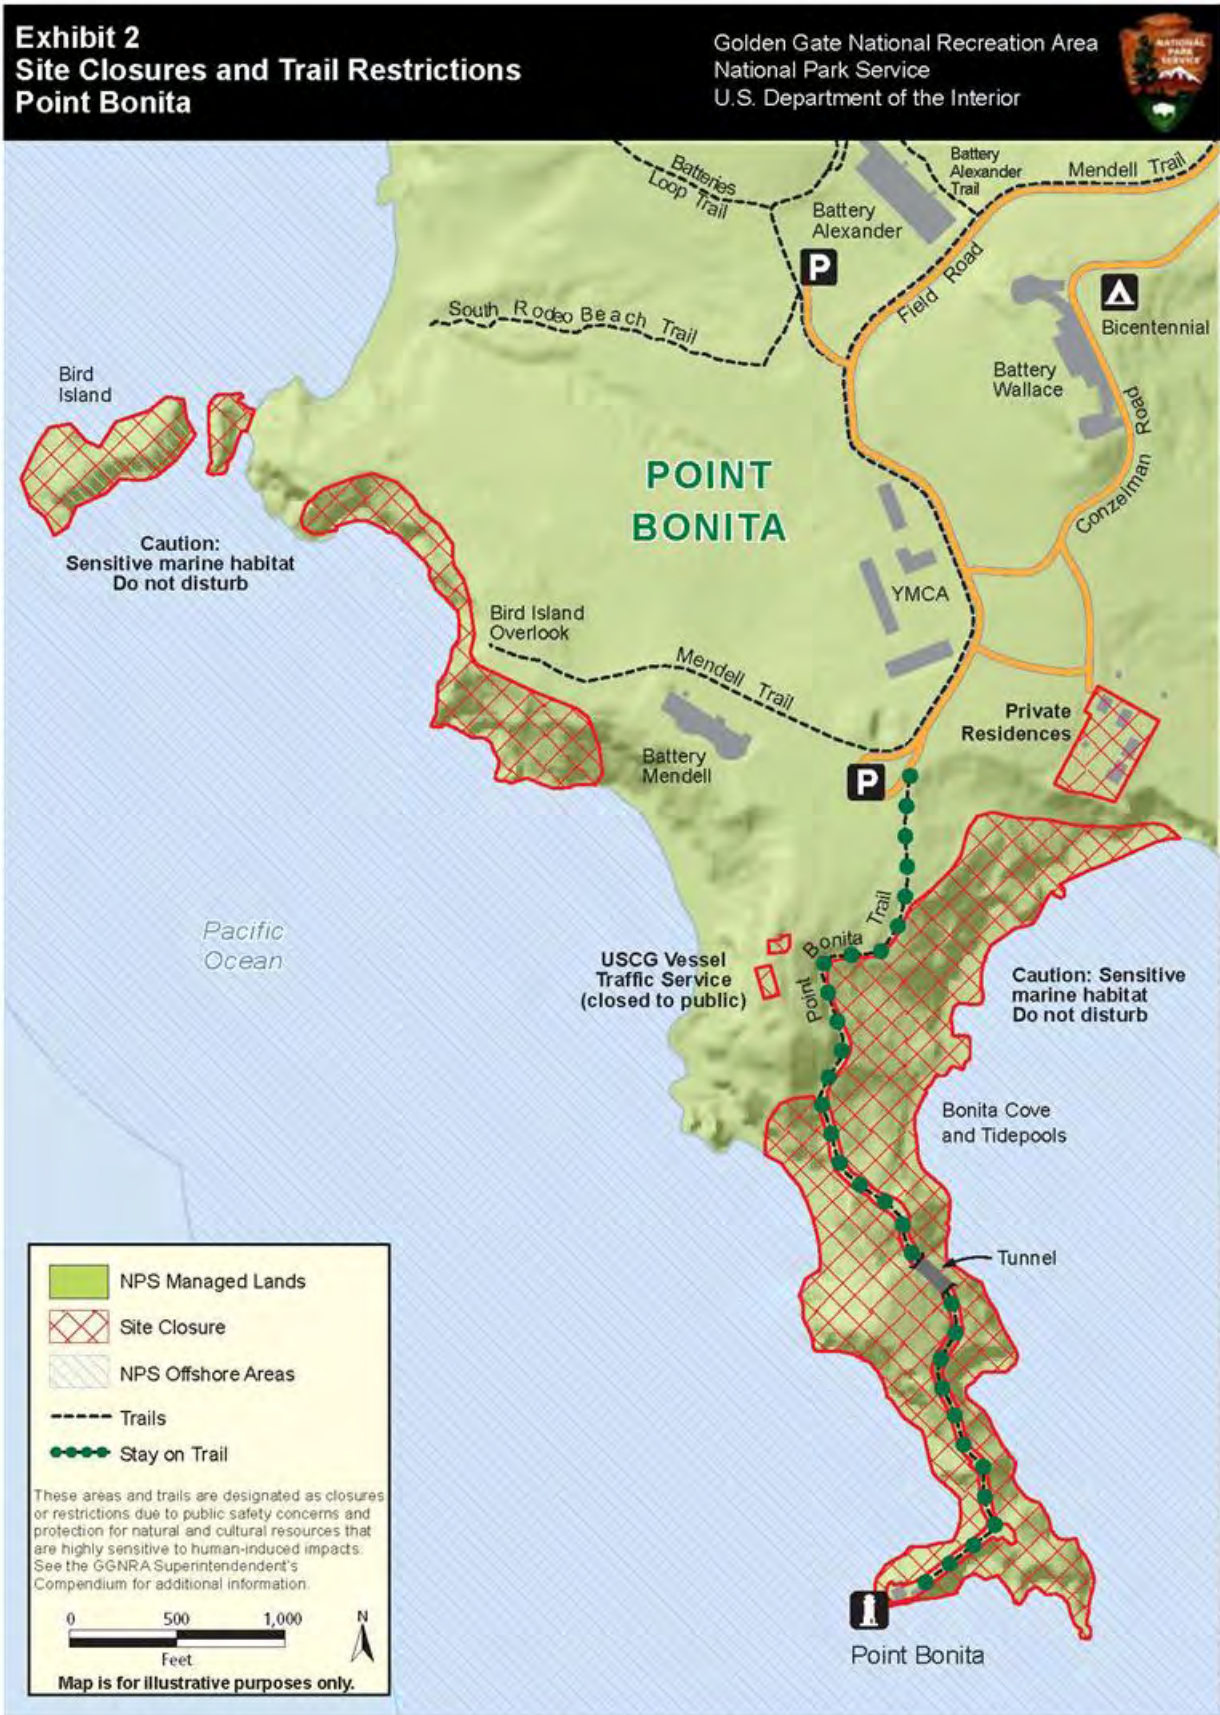 Exhibit 2
Site Closures and Trail Restrictions
Point Bonita
Golden Gate National Recreation Area
National Park Service
U.S. Department of the Interior
NATIONAL
PARK
SERVICE
Batteries
Loop Trail
Battery
Alexander
Trail
Mendell Trail
Battery
Alexander
P
Field Road
South Rodeo Beach Trail
Bicentennial
Battery
Wallace
Conzelman Road
Bird
Island
POINT
BONITA
Caution:
Sensitive marine habitat
Do not disturb
YMCA
Bird Island
Overlook
Mendell Trail
Private
Residences
Battery
Mendell
P
Point Bonita Trail
Pacific
Ocean
USCG Vessel
Traffic Service
(closed to public)
Caution: Sensitive
marine habitat
Do not disturb
Bonita Cove
and Tidepools
Tunnel
NPS Managed Lands
Site Closure
NPS Offshore Areas
Trails
Stay on Trail
These areas and trails are designated as closures
or restrictions due to public safety concerns and
protection for natural and cultural resources that
are highly sensitive to human-induced impacts.
See the GGNRA Superintendendent's
Compendium for additional information.
0 500 1,000
Feet
N
Map is for illustrative purposes only.
Point Bonita